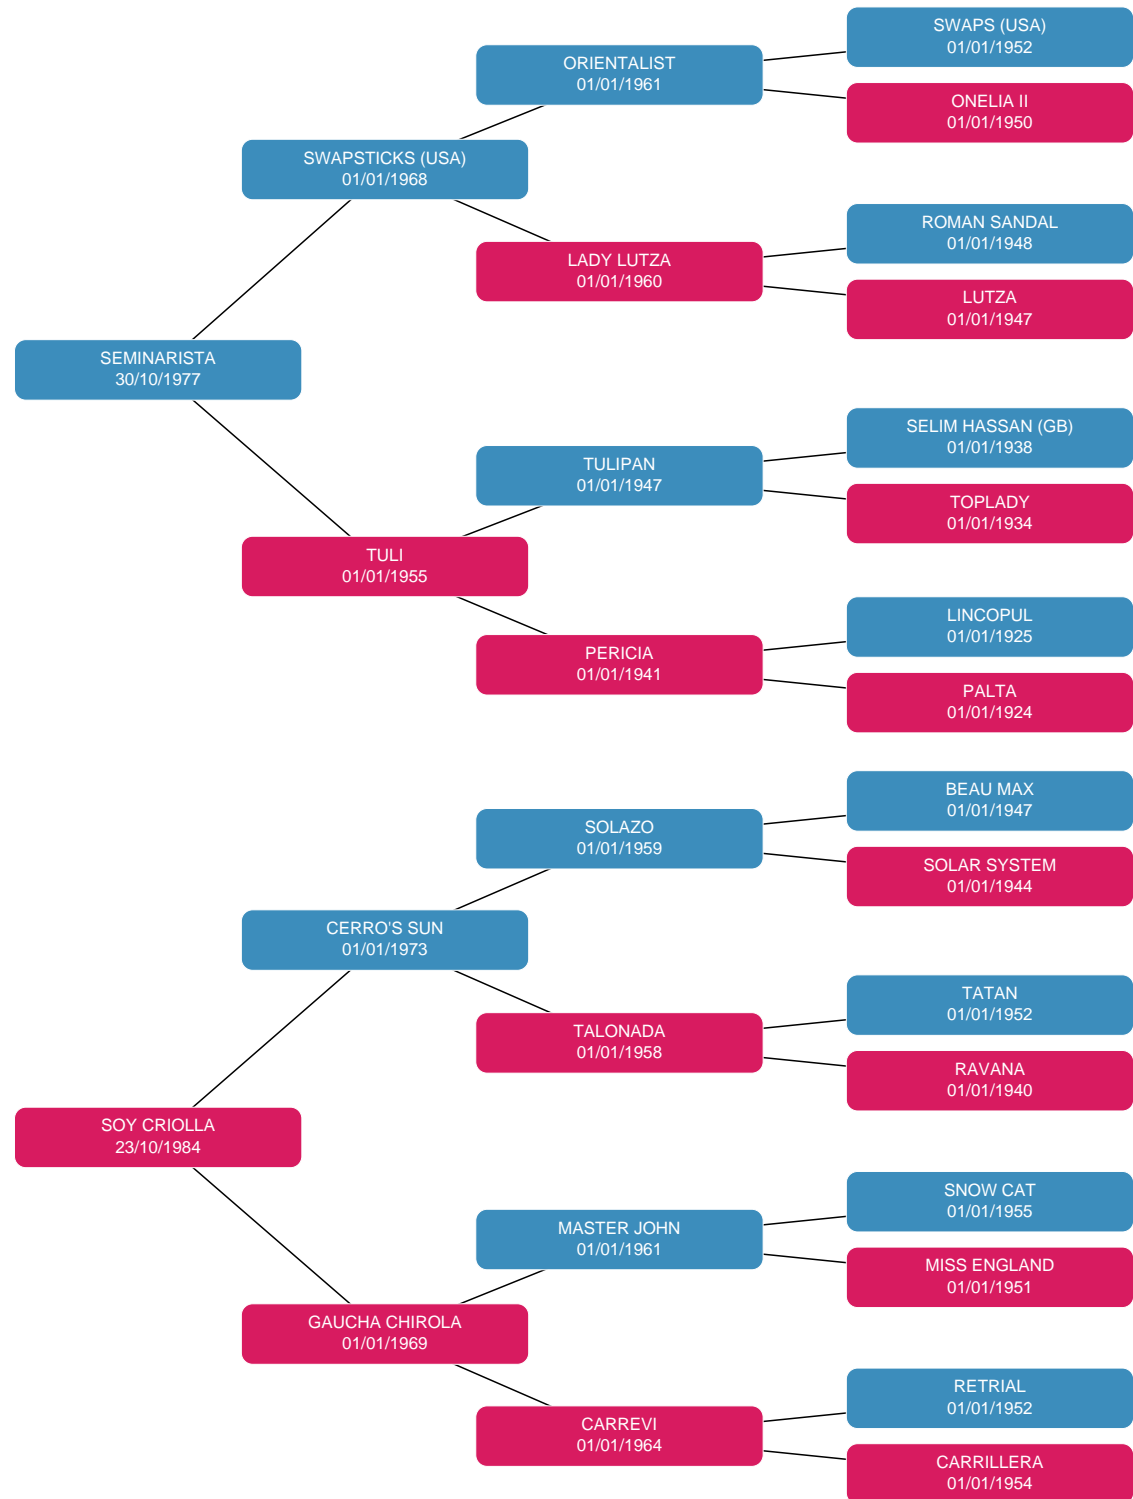 SWAPS (USA)
01/01/1952
ORIENTALIST
01/01/1961
ONELIA II
01/01/1950
SWAPSTICKS (USA)
01/01/1968
ROMAN SANDAL
01/01/1948
LADY LUTZA
01/01/1960
LUTZA
01/01/1947
SEMINARISTA
30/10/1977
SELIM HASSAN (GB)
01/01/1938
TULIPAN
01/01/1947
TOPLADY
01/01/1934
TULI
01/01/1955
LINCOPUL
01/01/1925
PERICIA
01/01/1941
PALTA
01/01/1924
BEAU MAX
01/01/1947
SOLAZO
01/01/1959
SOLAR SYSTEM
01/01/1944
CERRO'S SUN
01/01/1973
TATAN
01/01/1952
TALONADA
01/01/1958
RAVANA
01/01/1940
SOY CRIOLLA
23/10/1984
SNOW CAT
01/01/1955
MASTER JOHN
01/01/1961
MISS ENGLAND
01/01/1951
GAUCHA CHIROLA
01/01/1969
RETRIAL
01/01/1952
CARREVI
01/01/1964
CARRILLERA
01/01/1954